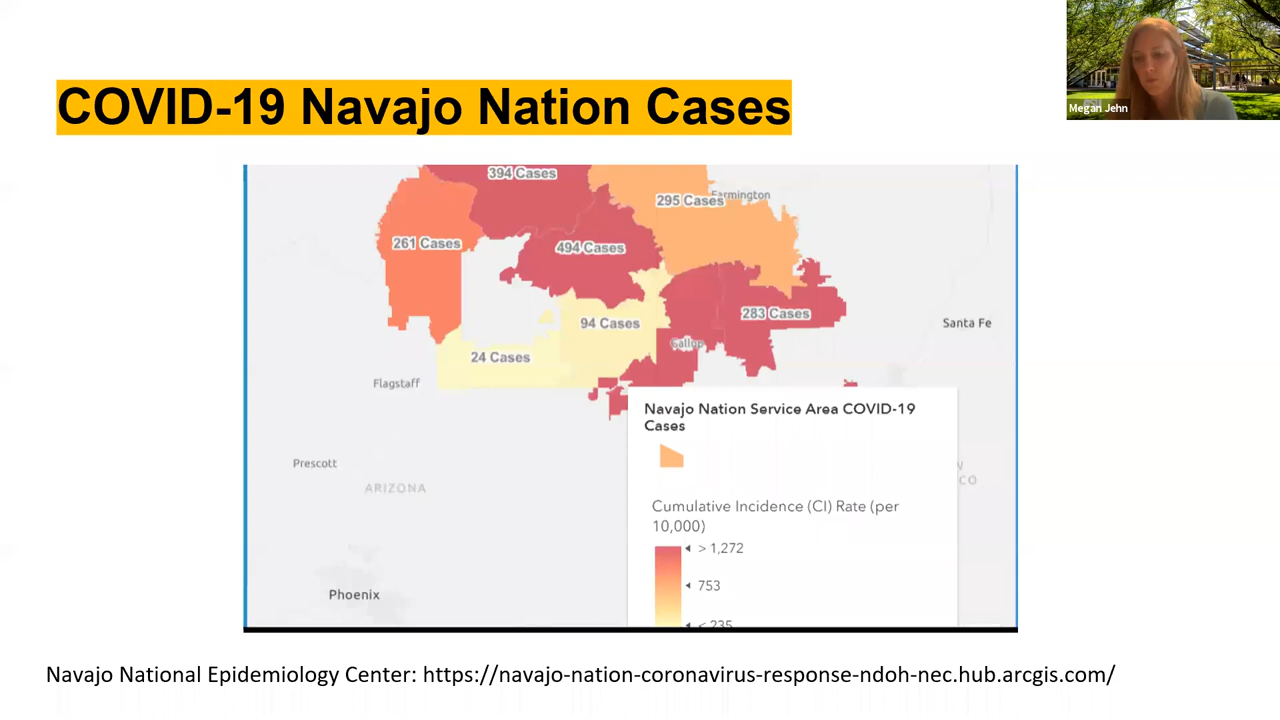 Megan Jehn
COVID-19 Navajo Nation Cases
394 Cases
295 Cases
Farmington
261 Cases
494 Cases
283 Cases
94 Cases
Santa Fe
Gallup
24 Cases
Flagstaff
Navajo Nation Service Area COVID-19
Cases
Prescott
ARIZONA
CO
Cumulative Incidence (CI) Rate (per
10,000)
> 1,272
753
< 235
Phoenix
Navajo National Epidemiology Center: https://navajo-nation-coronavirus-response-ndoh-nec.hub.arcgis.com/